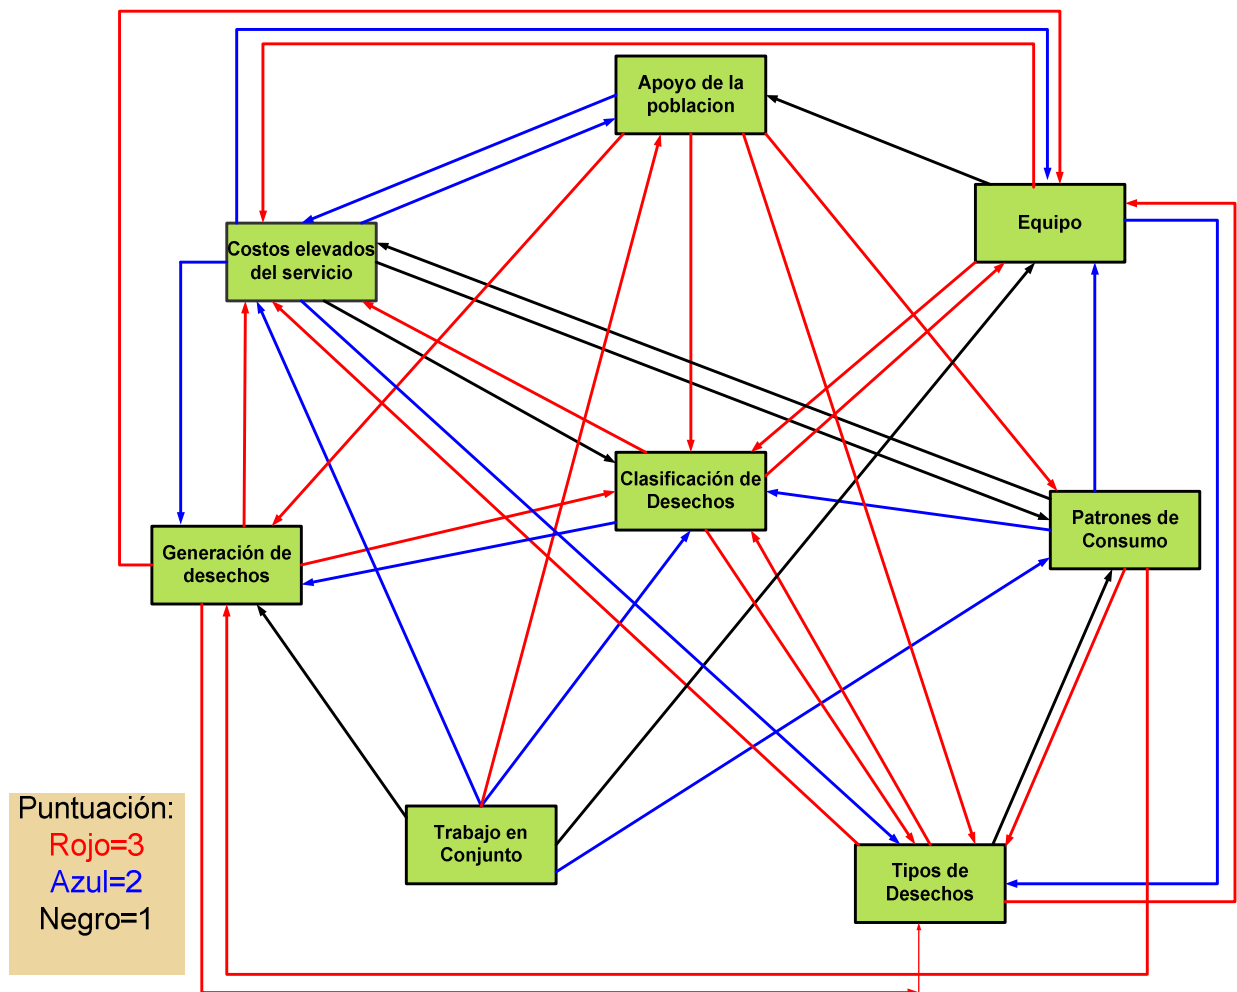 Apoyo de la
poblacion
Equipo
Costos elevados
del servicio
Clasificación de
Desechos
Patrones de
Consumo
Generación de
desechos
Trabajo en
Conjunto
Tipos de
Desechos
Puntuación:
Rojo=3
Azul=2
Negro=1